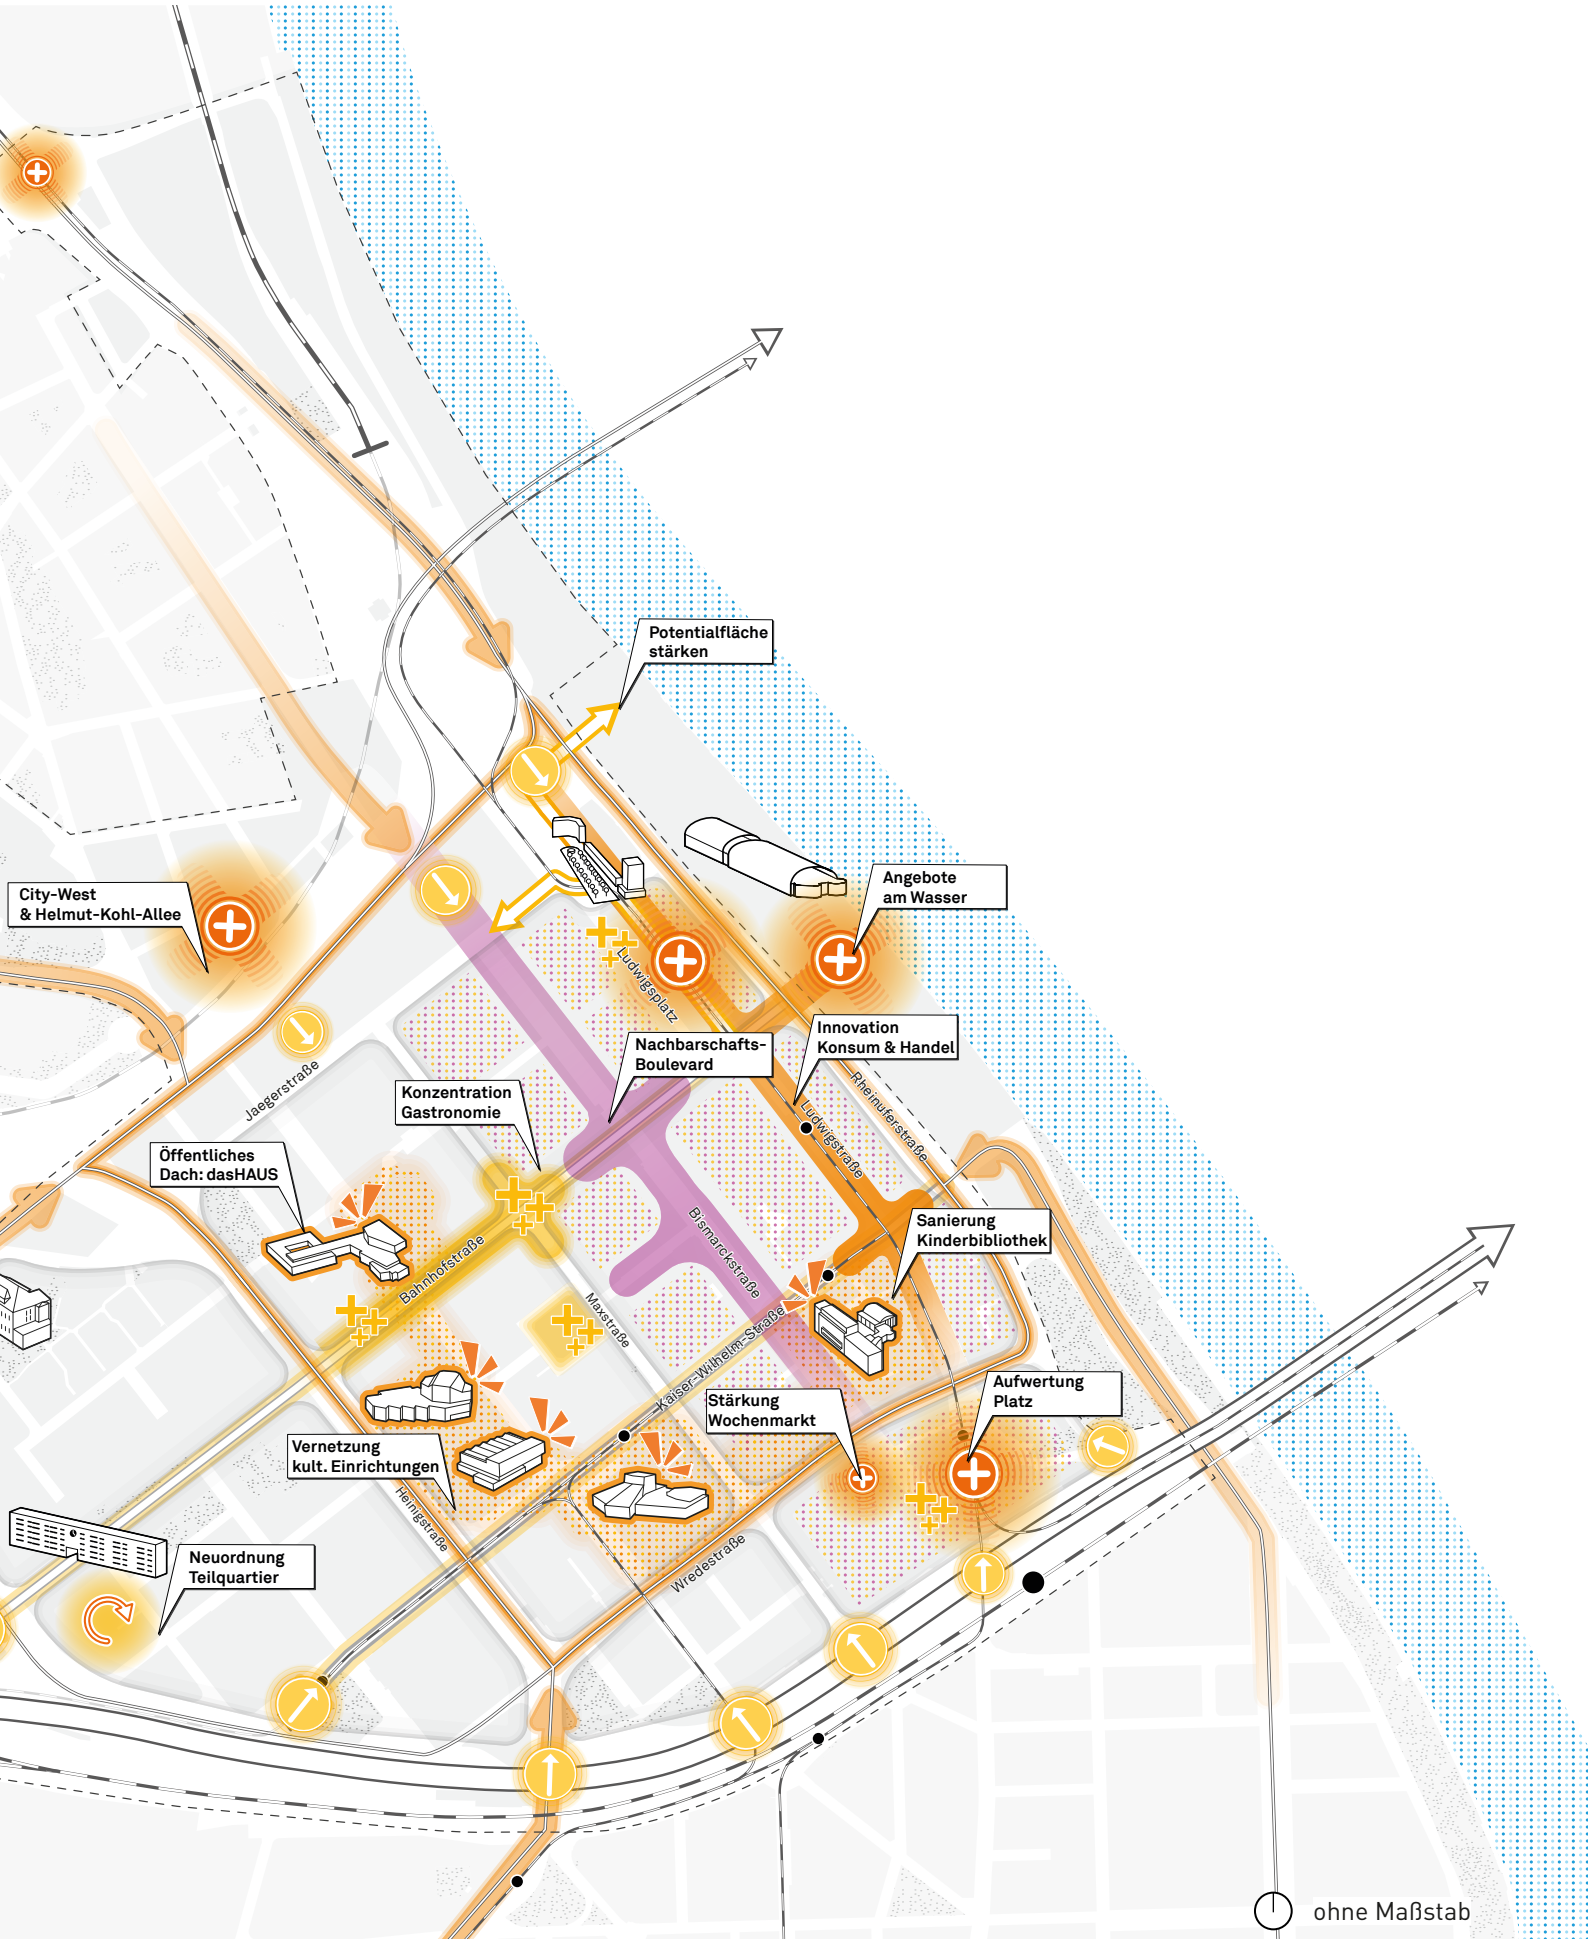 Potentialfläche
stärken
City-West
& Helmut-Kohl-Allee
Angebote
am Wasser
Ludwigsplatz
Innovation
Konsum & Handel
Nachbarschafts-
Boulevard
Jaegerstraße
Konzentration
Gastronomie
Rheinuferstraße
Ludwigstraße
Öffentliches
Dach: dasHAUS
Sanierung
Kinderbibliothek
Bismarckstraße
Bahnhofstraße
Maxstraße
Kaiser-Wilhelm-Straße
Aufwertung
Platz
Stärkung
Wochenmarkt
Vernetzung
kult. Einrichtungen
Heinigstraße
Wredestraße
Neuordnung
Teilquartier
ohne Maßstab